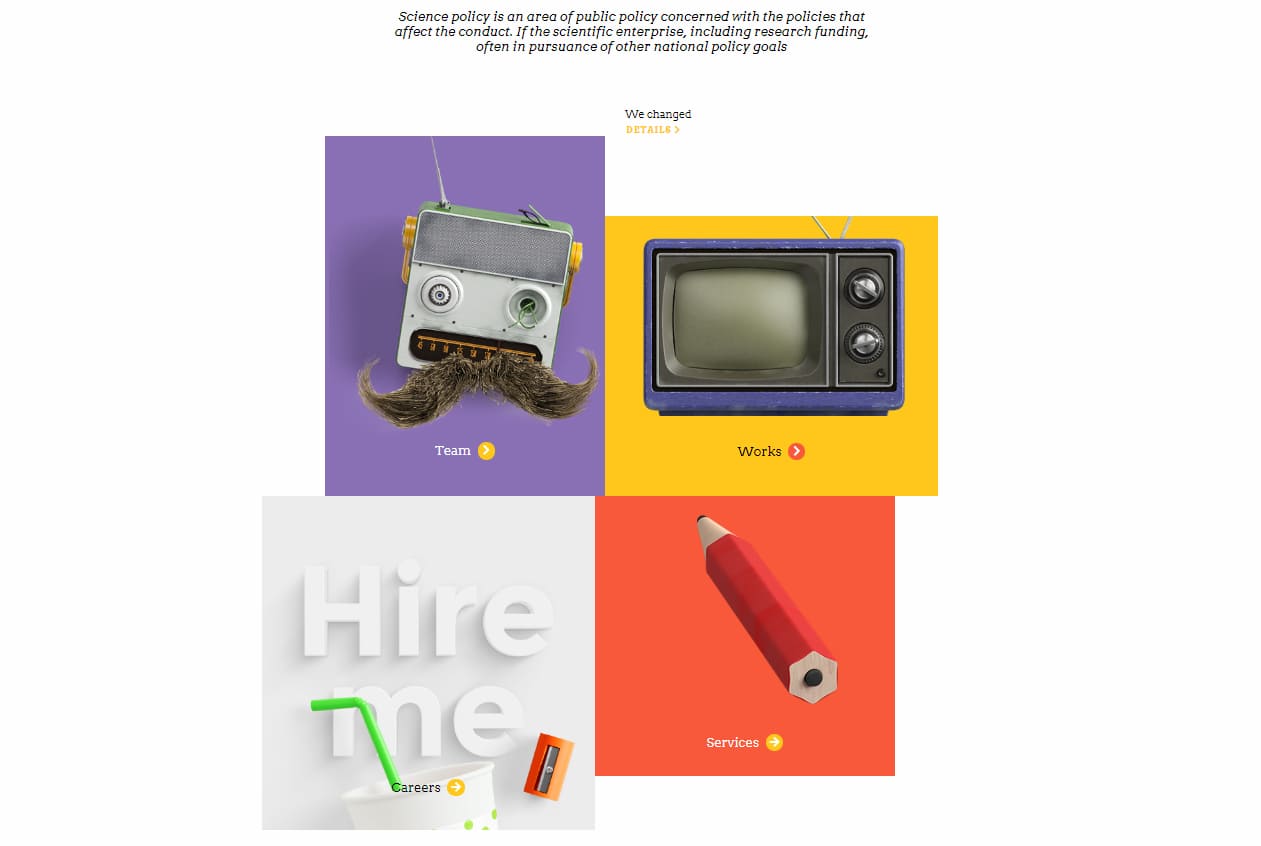 Science policy is an area of public policy concerned with the policies that
affect the conduct. If the scientific enterprise, including research funding,
often in pursuance of other national policy goals
We changed
DETAILS >
Team
Works
Hire
me
Careers
Services